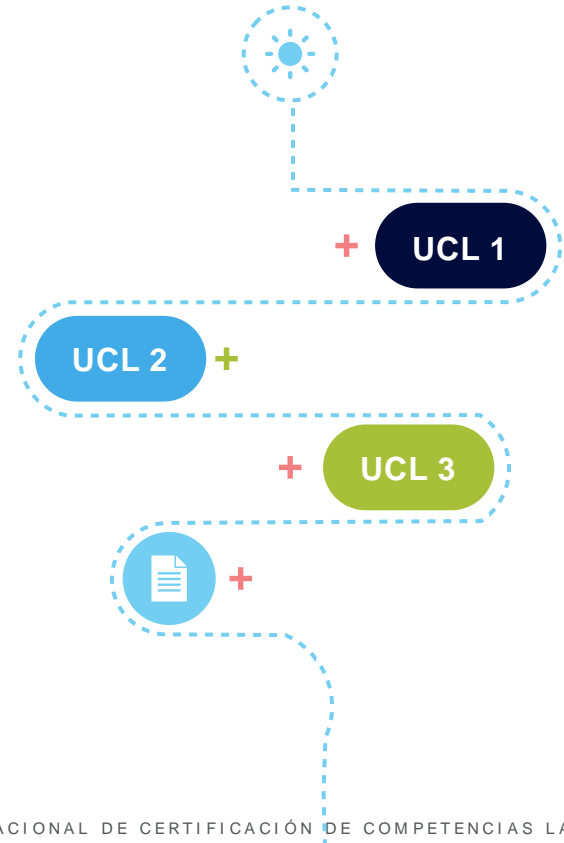 UCL 1
UCL 2
UCL 3
ACIONAL DE CERTIFICACIÓN DE COMPETENCIAS LA